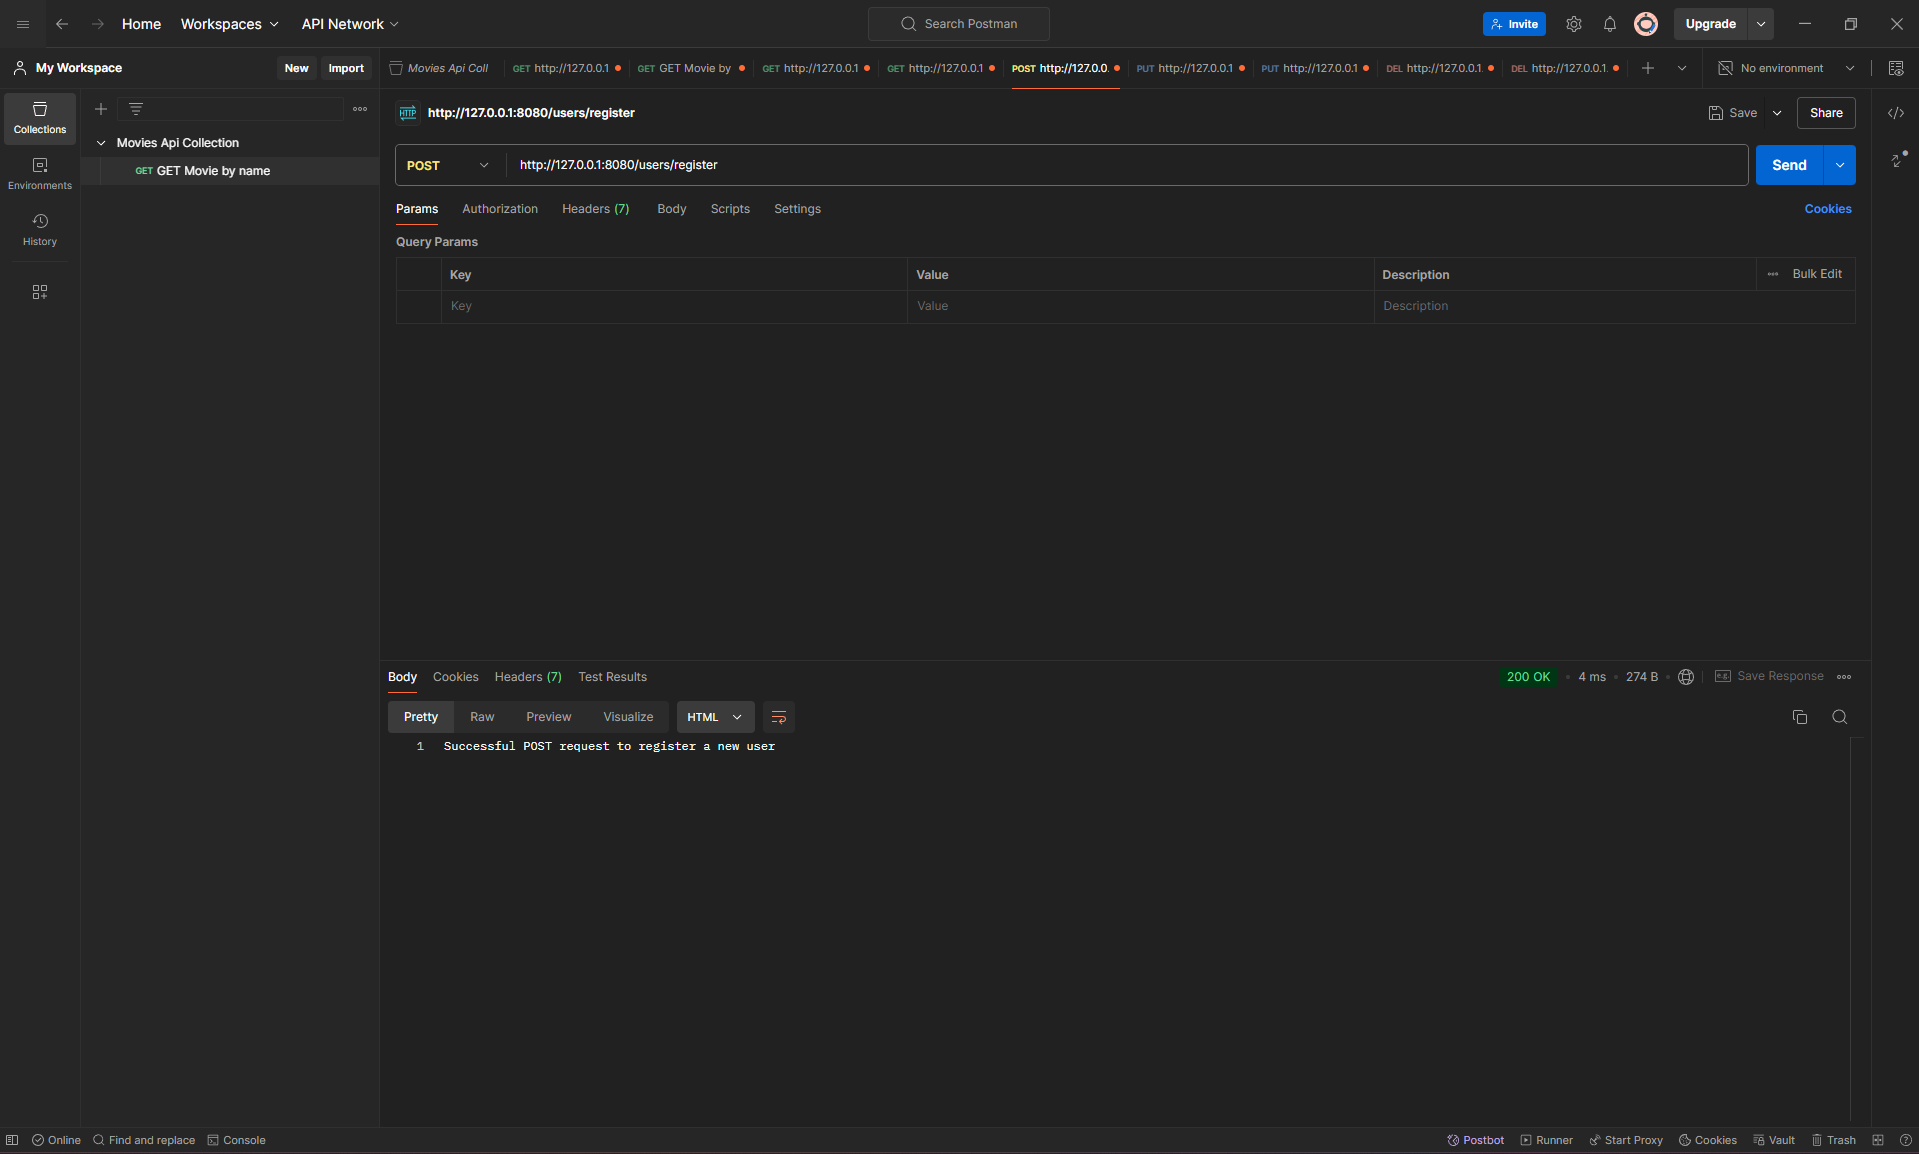 Home Workspaces API Network Search Postman Invite Upgrade
My Workspace New Import Movies Api Coll GET http://127.0.0.1 GET GET Movie by GET http://127.0.0.1 GET http://127.0.0.1 POST http://127.0.0. PUT http://127.0.0.1 PUT http://127.0.0.1 DEL http://127.0.0.1. DEL http://127.0.0.1. No environment
Collections
Environments
History
Movies Api Collection
GET GET Movie by name
HTTP http://127.0.0.1:8080/users/register Save Share
POST http://127.0.0.1:8080/users/register Send
Params Authorization Headers (7) Body Scripts Settings Cookies
Query Params
Key Value Description Bulk Edit
Key Value Description
Body Cookies Headers (7) Test Results 200 OK • 4 ms • 274 B • e.g. Save Response
Pretty Raw Preview Visualize HTML
1 Successful POST request to register a new user
Online Find and replace Console Postbot Runner Start Proxy Cookies Vault Trash